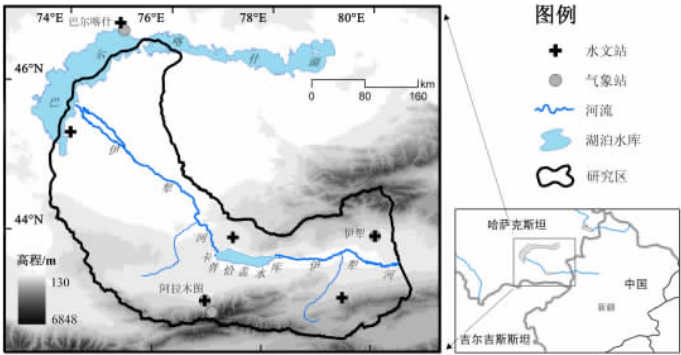 74°E 76°E 78°E 80°E
巴尔喀什
46°N
44°N
巴尔喀什湖
0 80 160
km
伊犁河
卡普恰盖水库
伊犁河
伊犁
阿拉木图
高程/m
130
6848
图例
水文站
气象站
河流
湖泊水库
研究区
哈萨克斯坦
中国
新疆
吉尔吉斯斯坦